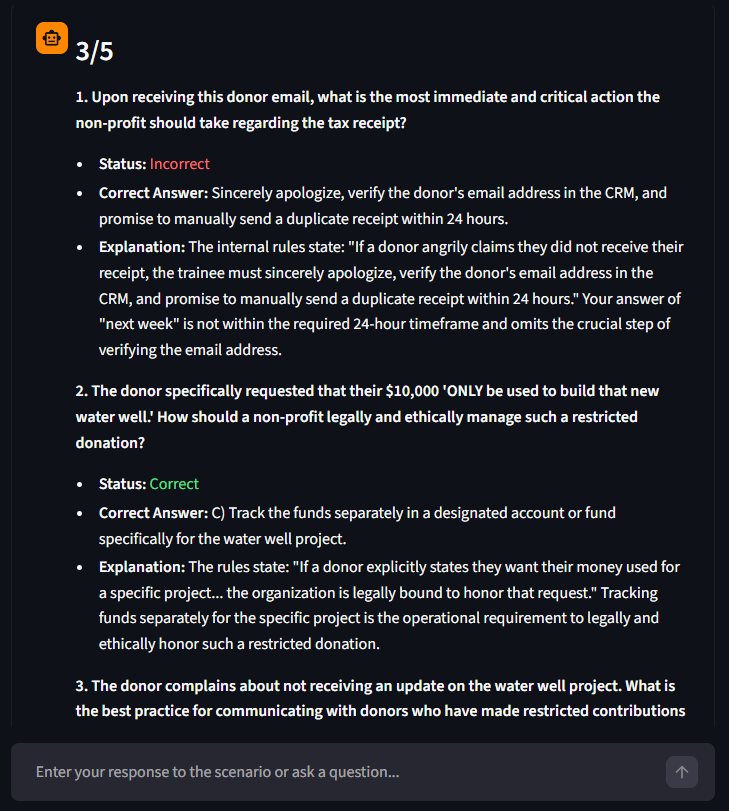 3/5
1. Upon receiving this donor email, what is the most immediate and critical action the
non-profit should take regarding the tax receipt?
• Status: Incorrect
• Correct Answer: Sincerely apologize, verify the donor's email address in the CRM, and
promise to manually send a duplicate receipt within 24 hours.
• Explanation: The internal rules state: "If a donor angrily claims they did not receive their
receipt, the trainee must sincerely apologize, verify the donor's email address in the
CRM, and promise to manually send a duplicate receipt within 24 hours." Your answer of
"next week" is not within the required 24-hour timeframe and omits the crucial step of
verifying the email address.
2. The donor specifically requested that their $10,000 'ONLY be used to build that new
water well.' How should a non-profit legally and ethically manage such a restricted
donation?
• Status: Correct
• Correct Answer: C) Track the funds separately in a designated account or fund
specifically for the water well project.
• Explanation: The rules state: "If a donor explicitly states they want their money used for
a specific project... the organization is legally bound to honor that request." Tracking
funds separately for the specific project is the operational requirement to legally and
ethically honor such a restricted donation.
3. The donor complains about not receiving an update on the water well project. What is
the best practice for communicating with donors who have made restricted contributions
Enter your response to the scenario or ask a question...